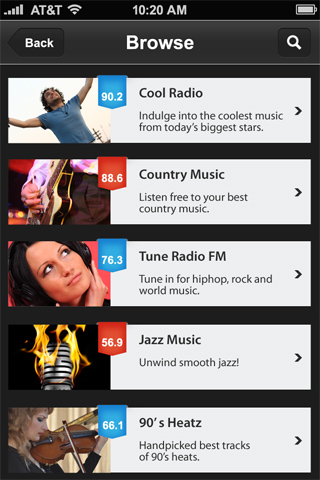 AT&T 10:20 AM
Back Browse
90.2
Cool Radio
Indulge into the coolest music
from today's biggest stars.
88.6
Country Music
Listen free to your best
country music.
76.3
Tune Radio FM
Tune in for hiphop, rock and
world music.
56.9
Jazz Music
Unwind smooth jazz!
66.1
90's Heatz
Handpicked best tracks
of 90's heats.